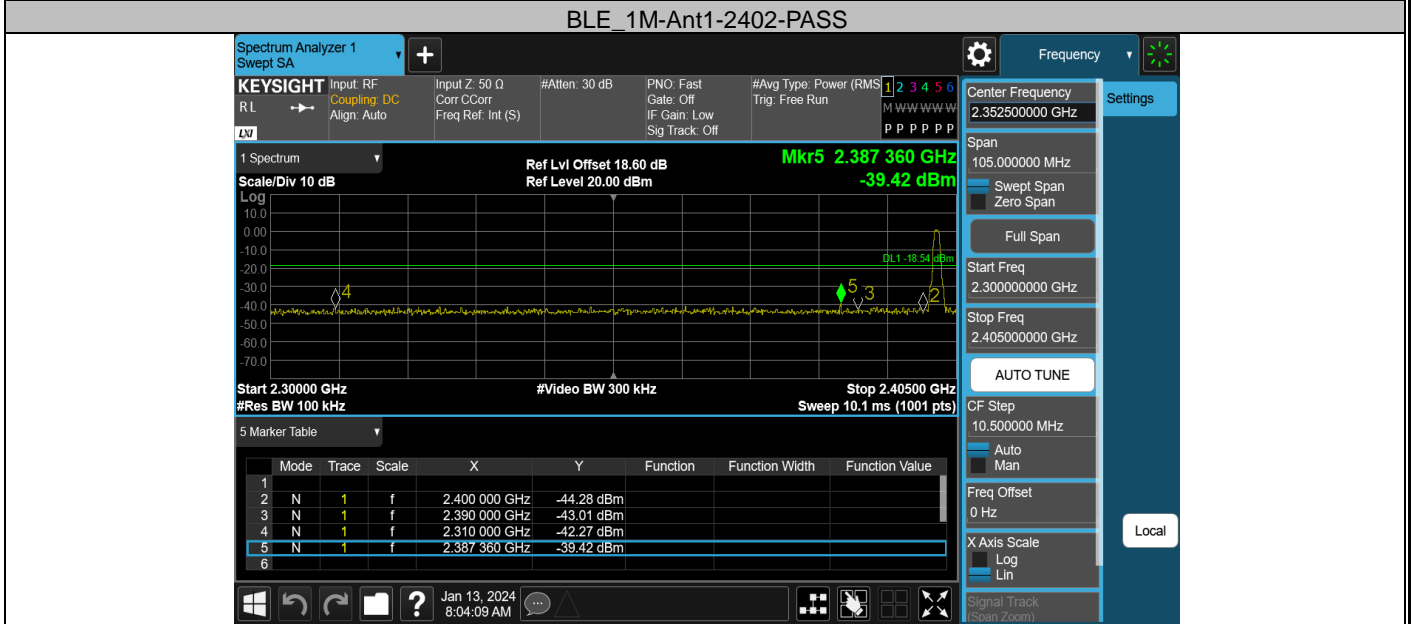 BLE_1M-Ant1-2402-PASS
Spectrum Analyzer 1
Swept SA
+
Frequency
KEYSIGHT
RL
LXI
Input: RF
Coupling: DC
Align: Auto
Input Z: 50 Ω
Corr CCorr
Freq Ref: Int (S)
#Atten: 30 dB
PNO: Fast
Gate: Off
IF Gain: Low
Sig Track: Off
#Avg Type: Power (RMS
Trig: Free Run
1 2 3 4 5 6
M W W W W W
P P P P P P
1 Spectrum
Scale/Div 10 dB
Ref Lvl Offset 18.60 dB
Ref Level 20.00 dBm
Mkr5 2.387 360 GHz
-39.42 dBm
Log
10.0
0.00
-10.0
-20.0
-30.0
-40.0
-50.0
-60.0
-70.0
DL1 -18.54 dBm
4
5
3
2
Start 2.30000 GHz
#Video BW 300 kHz
Stop 2.40500 GHz
#Res BW 100 kHz
Sweep 10.1 ms (1001 pts)
5 Marker Table
Mode Trace Scale X Y Function Function Width Function Value
1
2 N 1 f 2.400 000 GHz -44.28 dBm
3 N 1 f 2.390 000 GHz -43.01 dBm
4 N 1 f 2.310 000 GHz -42.27 dBm
5 N 1 f 2.387 360 GHz -39.42 dBm
6
Center Frequency
2.352500000 GHz
Settings
Span
105.000000 MHz
Swept Span
Zero Span
Full Span
Start Freq
2.300000000 GHz
Stop Freq
2.405000000 GHz
AUTO TUNE
CF Step
10.500000 MHz
Auto
Man
Freq Offset
0 Hz
Local
X Axis Scale
Log
Lin
Signal Track
(Span Zoom)
?
Jan 13, 2024
8:04:09 AM